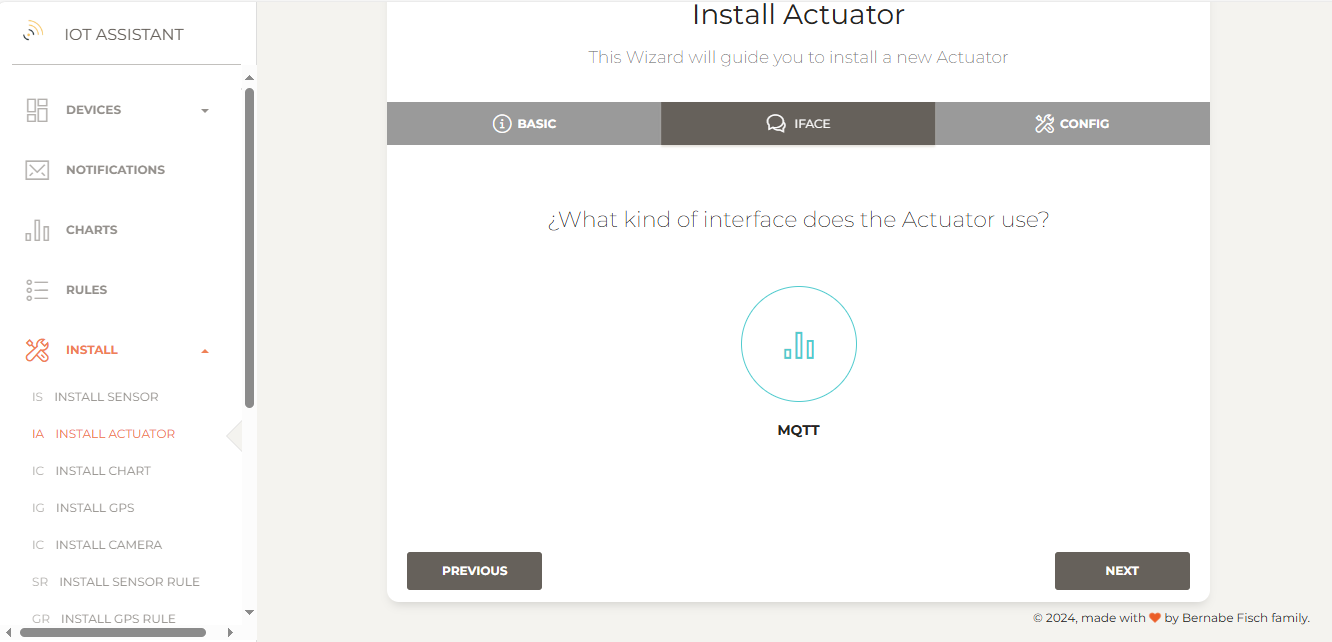 IOT ASSISTANT
DEVICES
NOTIFICATIONS
CHARTS
RULES
INSTALL
IS INSTALL SENSOR
IA INSTALL ACTUATOR
IC INSTALL CHART
IG INSTALL GPS
IC INSTALL CAMERA
SR INSTALL SENSOR RULE
GR INSTALL GPS RULE
Install Actuator
This Wizard will guide you to install a new Actuator
BASIC
IFACE
CONFIG
¿What kind of interface does the Actuator use?
MQTT
PREVIOUS
NEXT
© 2024, made with by Bernabe Fisch family.